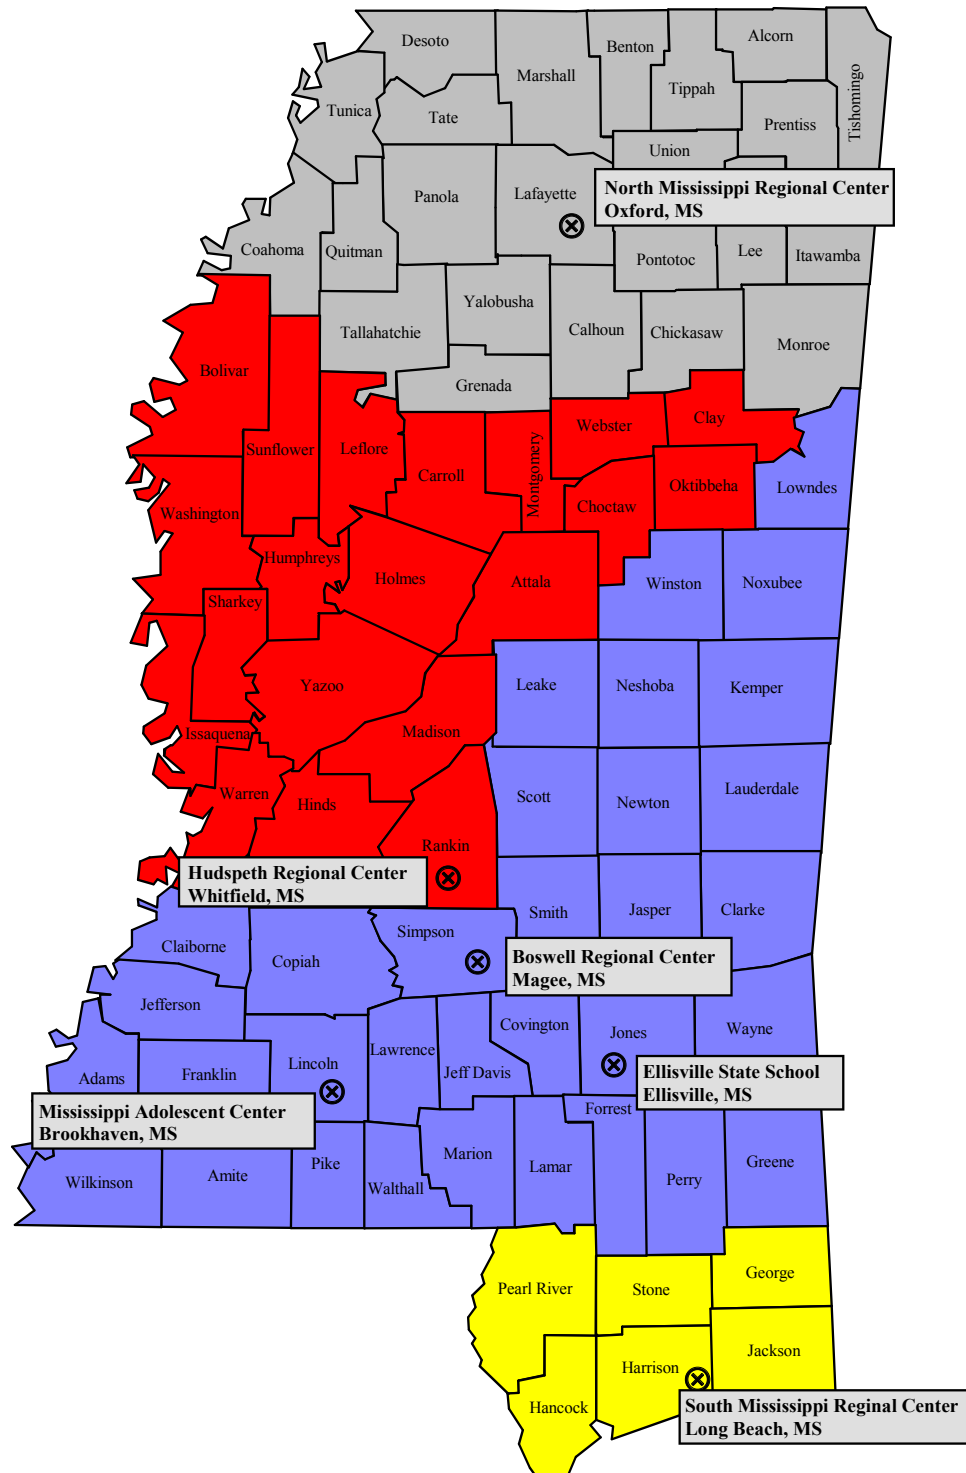 Desoto
Marshall
Benton
Alcorn
Tippah
Tishomingo
Tunica
Tate
Prentiss
Union
Panola
Lafayette
North Mississippi Regional Center
Oxford, MS
Coahoma
Quitman
Pontotoc
Lee
Itawamba
Yalobusha
Tallahatchie
Calhoun
Chickasaw
Monroe
Bolivar
Grenada
Sunflower
Leflore
Carroll
Montgomery
Webster
Clay
Washington
Choctaw
Oktibbeha
Lowndes
Humphreys
Holmes
Attala
Winston
Noxubee
Sharkey
Yazoo
Leake
Neshoba
Kemper
Issaquena
Madison
Warren
Hinds
Scott
Newton
Lauderdale
Rankin
Hudspeth Regional Center
Whitfield, MS
Smith
Jasper
Clarke
Claiborne
Copiah
Simpson
Boswell Regional Center
Magee, MS
Jefferson
Covington
Jones
Wayne
Adams
Franklin
Lincoln
Lawrence
Jeff Davis
Ellisville State School
Ellisville, MS
Mississippi Adolescent Center
Brookhaven, MS
Forrest
Wilkinson
Amite
Pike
Walthall
Marion
Lamar
Perry
Greene
Pearl River
Stone
George
Hancock
Harrison
Jackson
South Mississippi Reginal Center
Long Beach, MS